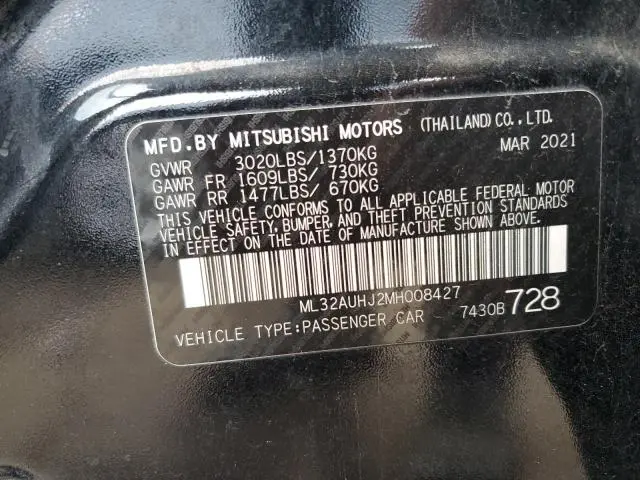 MFD.BY MITSUBISHI MOTORS (THAILAND)CO.,LTD.
GVWR 3020LBS/1370KG MAR 2021
GAWR FR 1609LBS/ 730KG
GAWR RR 1477LBS/ 670KG
THIS VEHICLE CONFORMS TO ALL APPLICABLE FEDERAL MOTOR
VEHICLE SAFETY, BUMPER, AND THEFT PREVENTION STANDARDS
IN EFFECT ON THE DATE OF MANUFACTURE SHOWN ABOVE.
ML32AUHJ2MH008427
VEHICLE TYPE:PASSENGER CAR 7430B 728